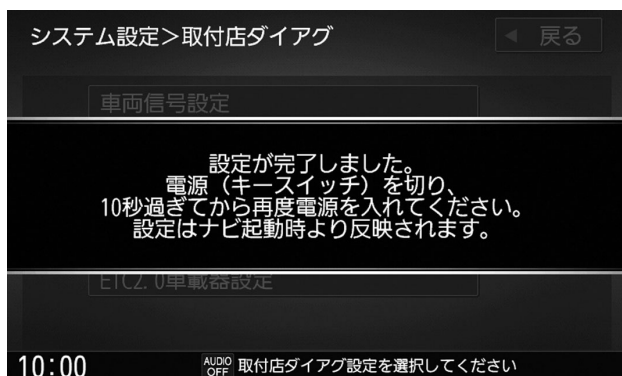 システム設定＞取付店ダイアグ
◀ 戻る
車両信号設定
設定が完了しました。
電源（キースイッチ）を切り、
10秒過ぎてから再度電源を入れてください。
設定はナビ起動時より反映されます。
ETC2.0車載器設定
10:00
AUDIO OFF 取付店ダイアグ設定を選択してください